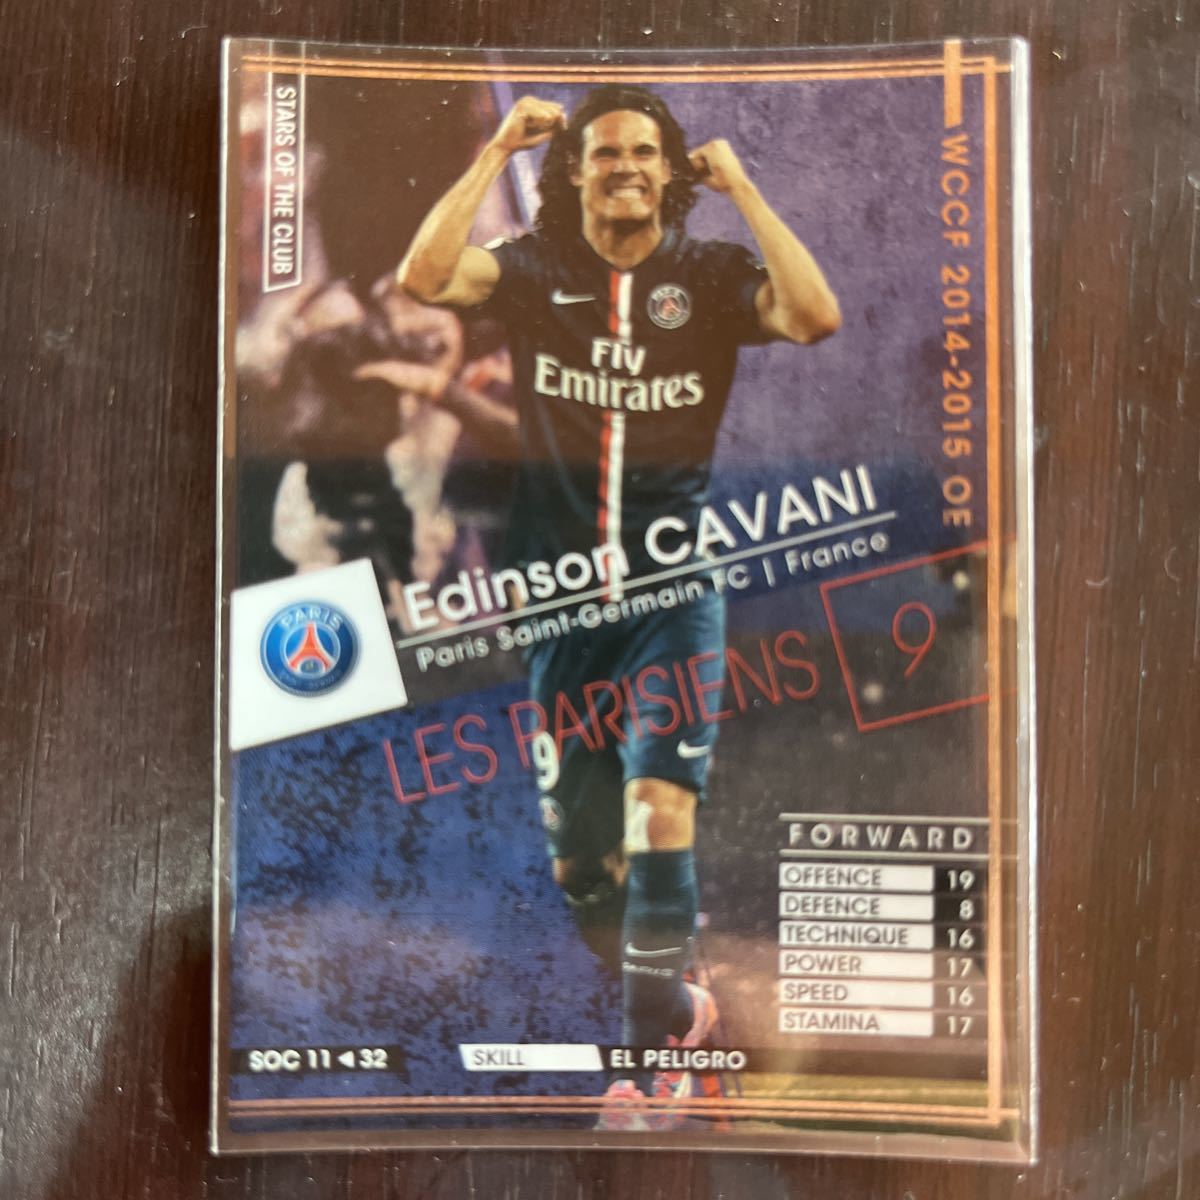 STARS OF THE CLUB
WCCF 2014-2015 OE
Fly
Emirates
Edinson CAVANI
Paris Saint-Germain FC | France
PARIS
LES PARISIENS 9
9
FORWARD
OFFENCE 19
DEFENCE 8
TECHNIQUE 16
POWER 17
SPEED 16
STAMINA 17
PARIS
SOC 11◄32 SKILL EL PELIGRO